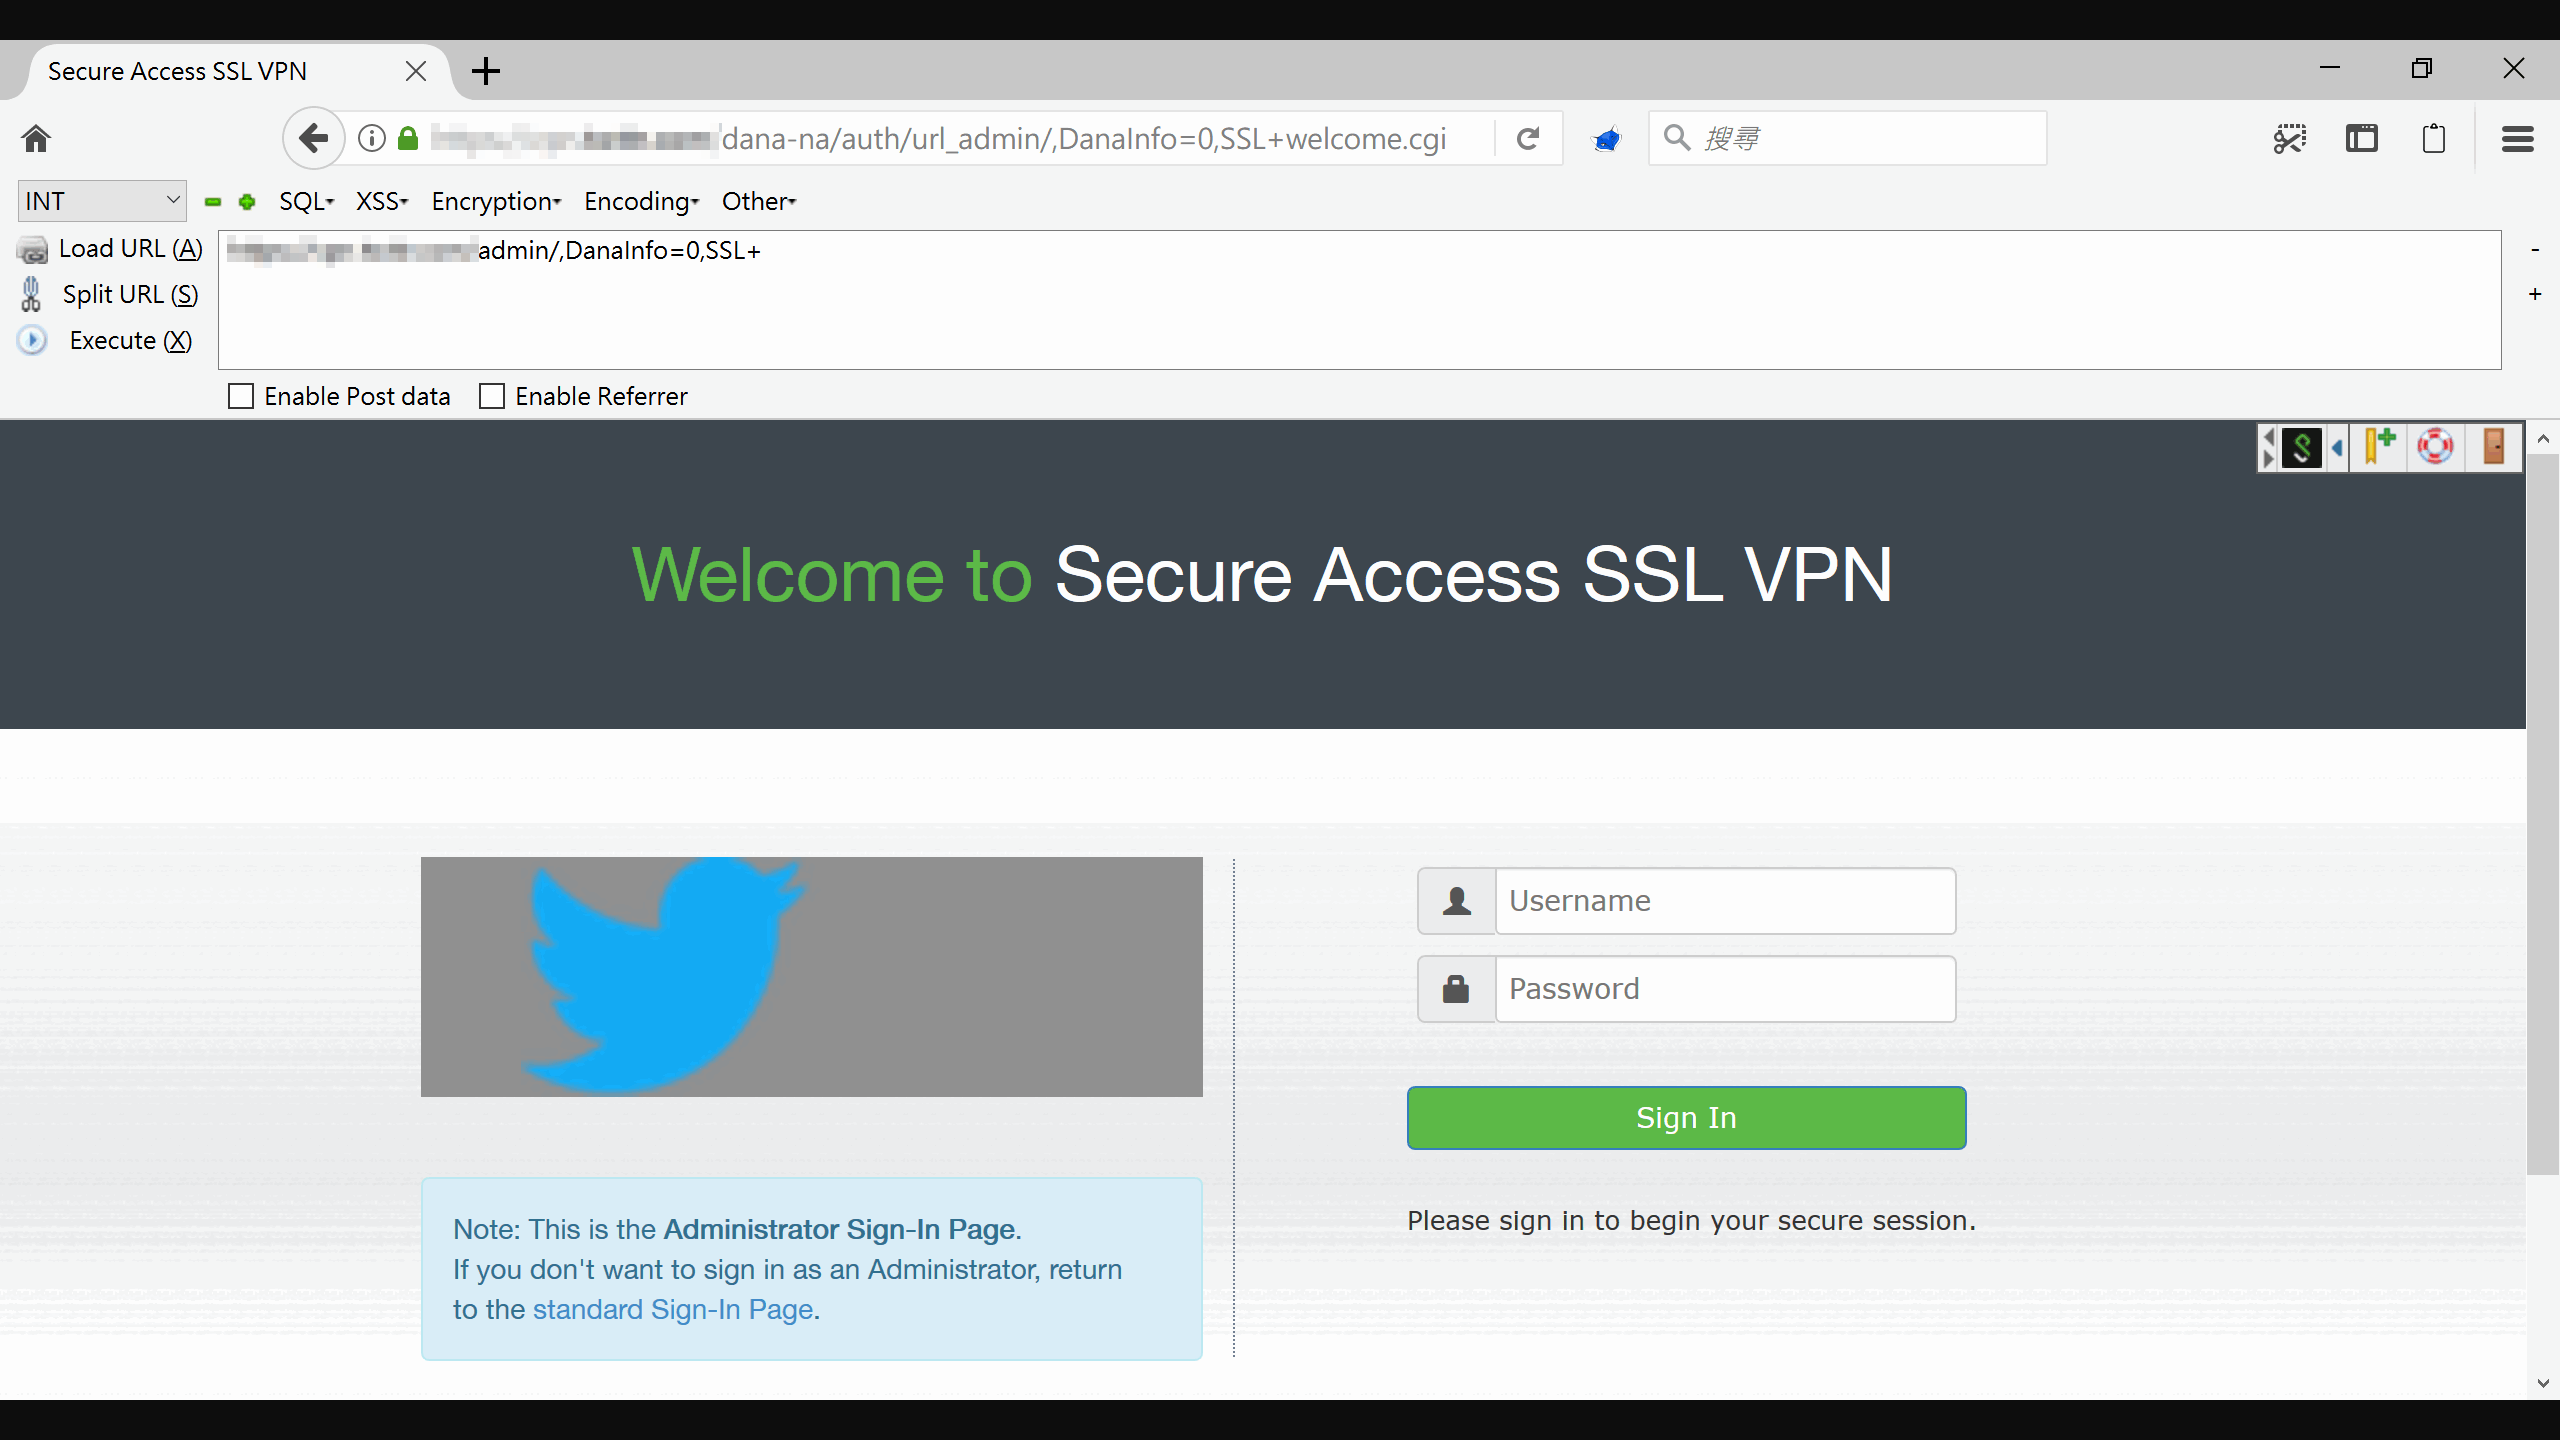 Secure Access SSL VPN
dana-na/auth/url_admin/,DanaInfo=0,SSL+welcome.cgi
搜尋
INT SQL XSS Encryption Encoding Other
Load URL (A) admin/,DanaInfo=0,SSL+ -
Split URL (S) +
Execute (X)
Enable Post data Enable Referrer
Welcome to Secure Access SSL VPN
Username
Password
Sign In
Please sign in to begin your secure session.
Note: This is the Administrator Sign-In Page.
If you don't want to sign in as an Administrator, return
to the standard Sign-In Page.